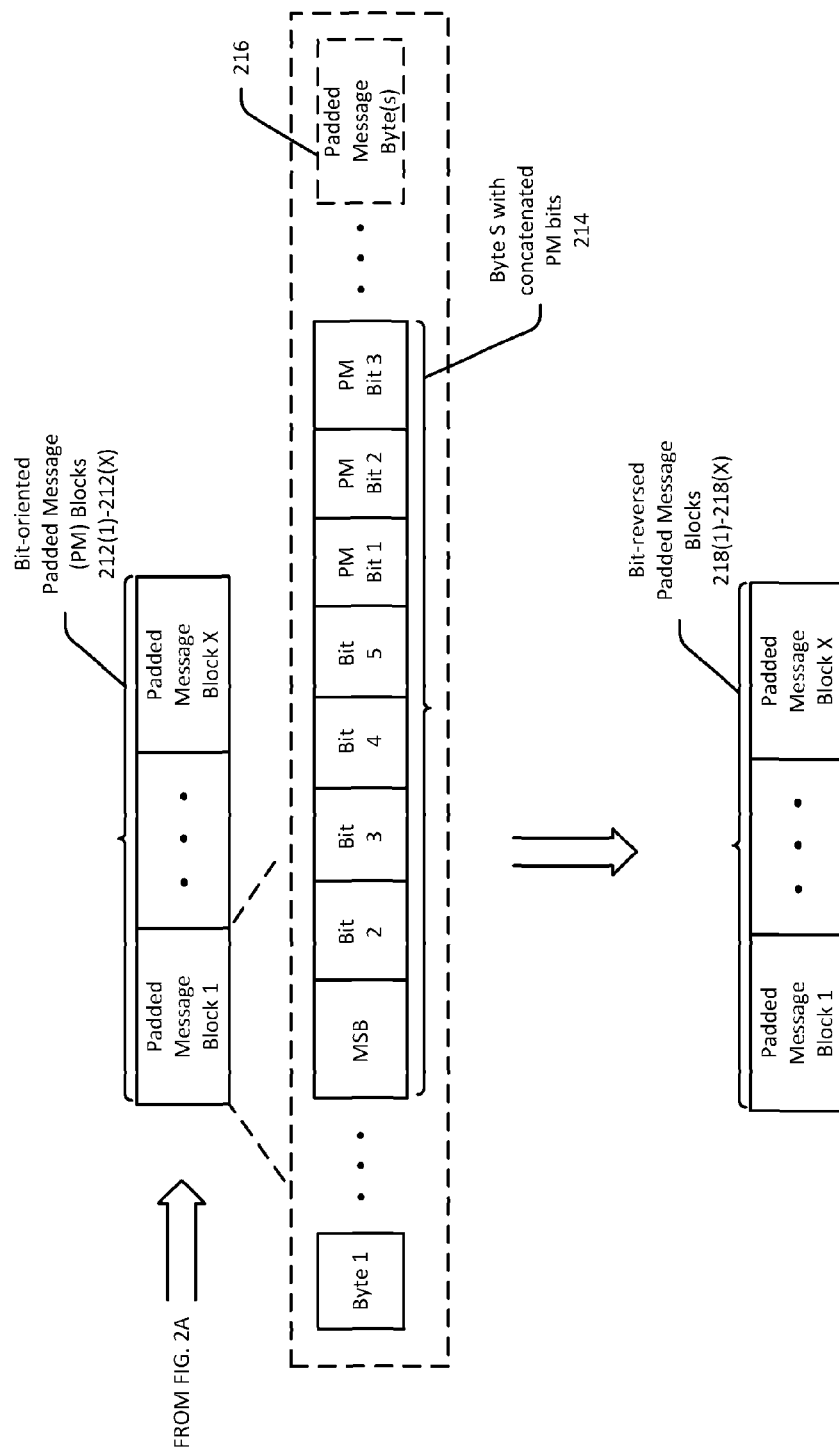 FROM FIG. 2A
Bit-oriented
Padded Message
(PM) Blocks
212(1)-212(X)
Padded
Message
Block 1
• • •
Padded
Message
Block X
Byte 1
• • •
MSB
Bit
2
Bit
3
Bit
4
Bit
5
PM
Bit 1
PM
Bit 2
PM
Bit 3
• • •
Padded
Message
Byte(s)
216
Byte S with
concatenated
PM bits
214
Bit-reversed
Padded Message
Blocks
218(1)-218(X)
Padded
Message
Block 1
• • •
Padded
Message
Block X